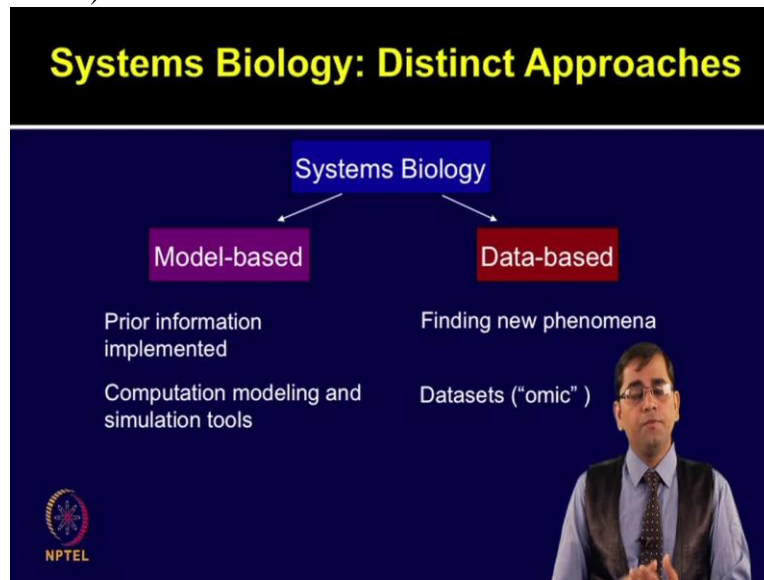 Systems Biology: Distinct Approaches
Systems Biology
Model-based
Data-based
Prior information
implemented
Finding new phenomena
Computation modeling and
simulation tools
Datasets ("omic" )
NPTEL